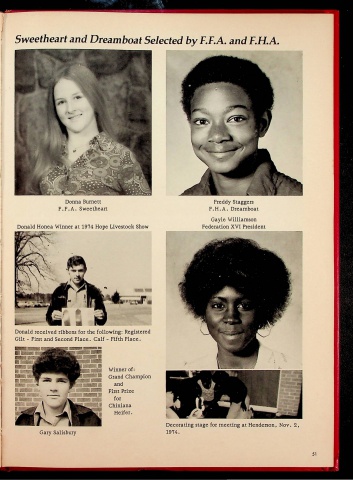 Sweetheart and Dreamboat Selected by F.F.A. and F.H.A.
Donna Burnett
F.F.A. Sweetheart
Freddy Staggers
F.H.A. Dreamboat
Gayle Williamson
Federation XVI President
Donald Honea Winner at 1974 Hope Livestock Show
Donald received ribbons for the following: Registered
Gilt - First and Second Place. Calf - Fifth Place.
Winner of:
Grand Champion
and
First Prize
for
Chiniana
Heifer.
Gary Salisbury
Decorating stage for meeting at Henderson, Nov. 2,
1974.
51